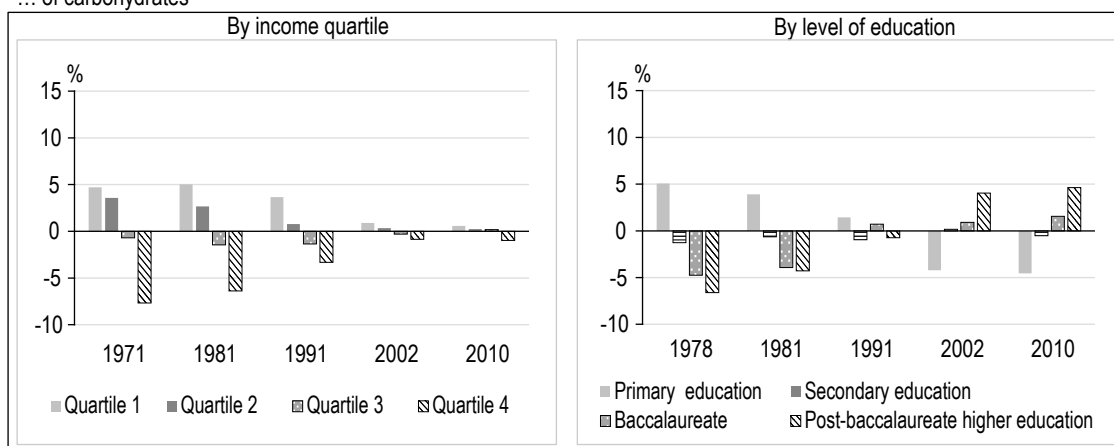 … of carbohydrates
By income quartile
%
15
10
5
0
-5
-10
1971 1981 1991 2002 2010
Quartile 1 Quartile 2 Quartile 3 Quartile 4
By level of education
%
15
10
5
0
-5
-10
1978 1981 1991 2002 2010
Primary education Secondary education
Baccalaureate Post-baccalaureate higher education